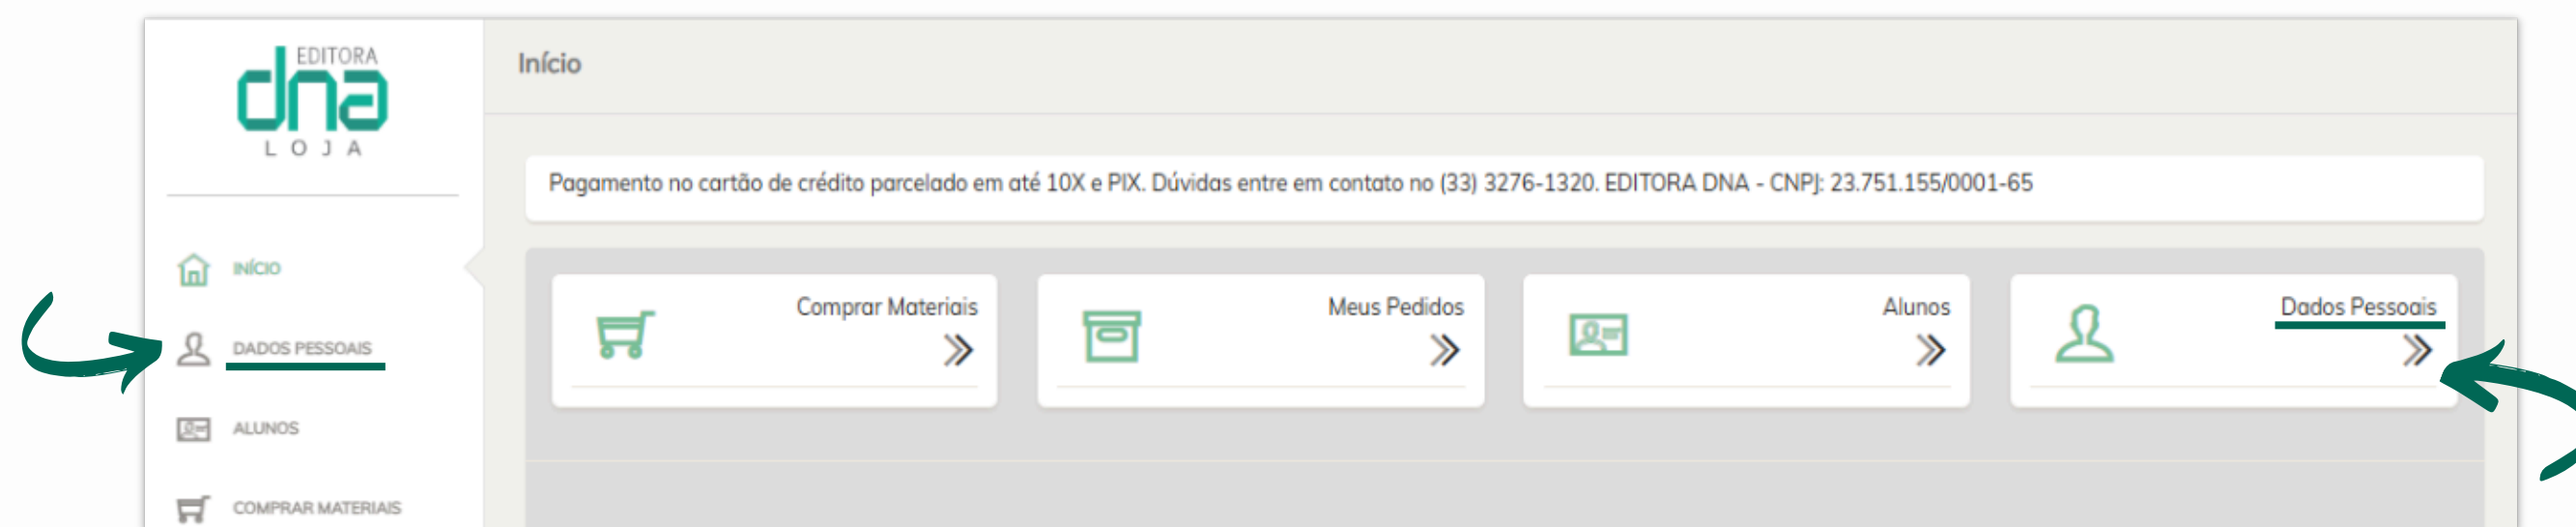 EDITORA
dna
LOJA
Início
Pagamento no cartão de crédito parcelado em até 10X e PIX. Dúvidas entre em contato no (33) 3276-1320. EDITORA DNA - CNPJ: 23.751.155/0001-65
INÍCIO
DADOS PESSOAIS
ALUNOS
COMPRAR MATERIAIS
Comprar Materiais
Meus Pedidos
Alunos
Dados Pessoais